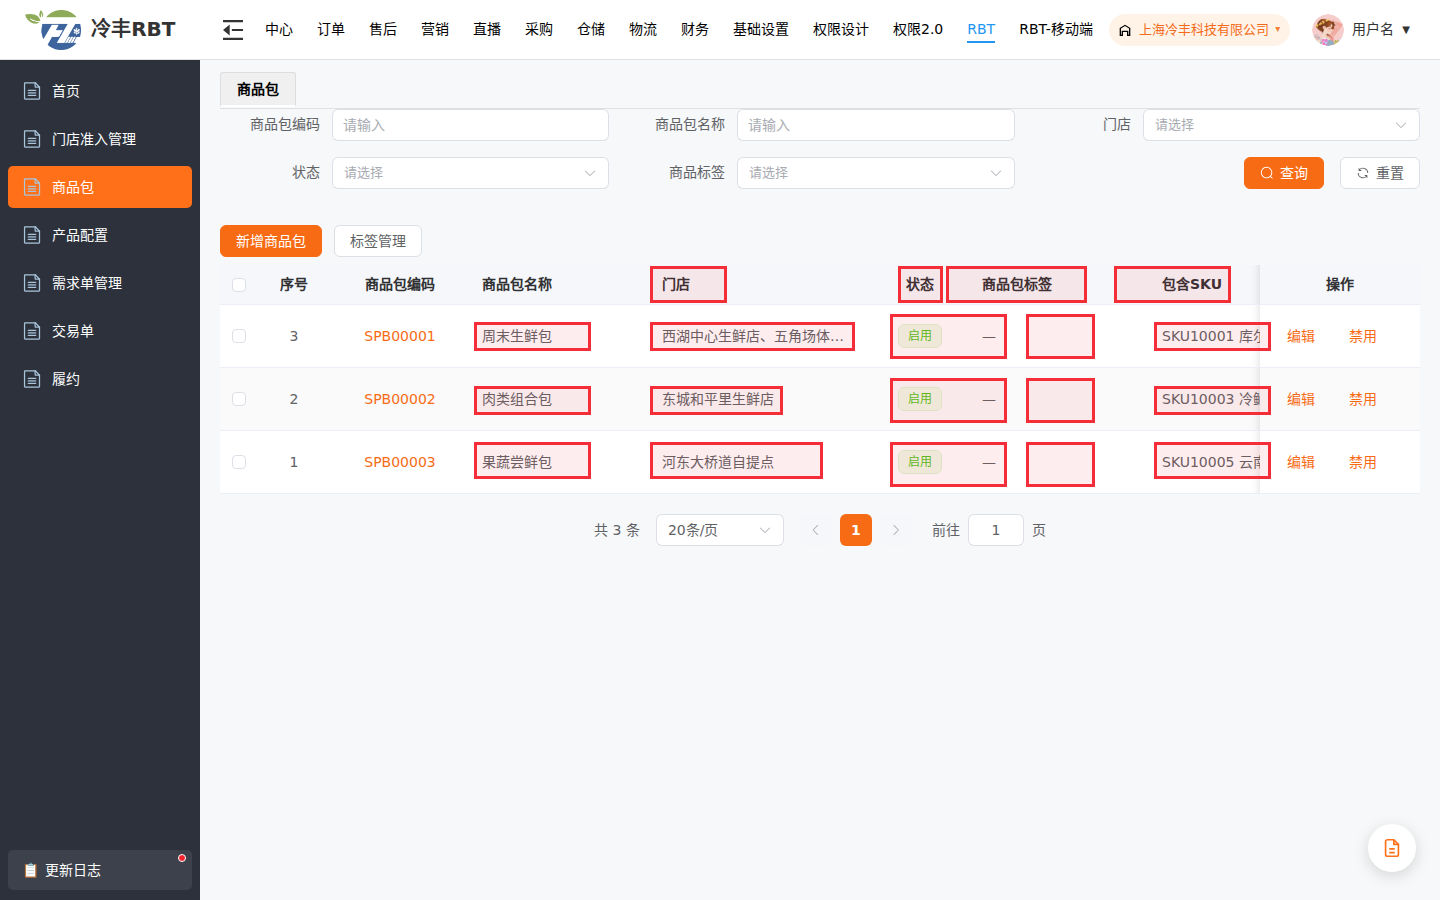 冷丰RBT
中心 订单 售后 营销 直播 采购 仓储 物流 财务 基础设置 权限设计 权限2.0 RBT RBT-移动端 上海冷丰科技有限公司 用户名
首页
门店准入管理
商品包
产品配置
需求单管理
交易单
履约
更新日志
商品包
商品包编码 请输入 商品包名称 请输入 门店 请选择
状态 请选择 商品标签 请选择 查询 重置
新增商品包 标签管理
序号 商品包编码 商品包名称 门店 状态 商品包标签 包含SKU 操作
3 SPB00001 周末生鲜包 西湖中心生鲜店、五角场体... 启用 — SKU10001 编辑 禁用
2 SPB00002 肉类组合包 东城和平里生鲜店 启用 — SKU10003 冷 编辑 禁用
1 SPB00003 果蔬尝鲜包 河东大桥道自提点 启用 — SKU10005 云南 编辑 禁用
共 3 条 20条/页 1 前往 1 页